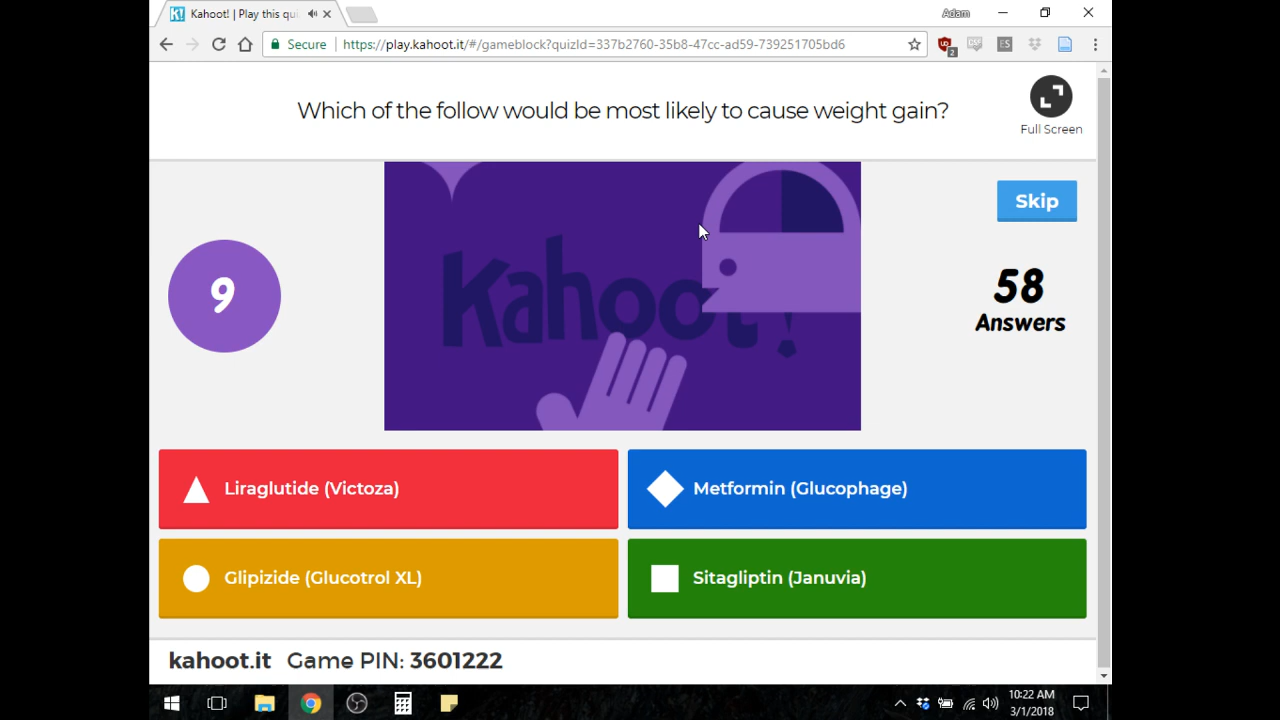 Kahoot! | Play this qui
Adam
Secure
https://play.kahoot.it/#/gameblock?quizId=337b2760-35b8-47cc-ad59-739251705bd6
2
ES
Which of the follow would be most likely to cause weight gain?
Full Screen
Skip
9
Kahoot!
58
Answers
Liraglutide (Victoza)
Metformin (Glucophage)
Glipizide (Glucotrol XL)
Sitagliptin (Januvia)
kahoot.it Game PIN: 3601222
10:22 AM
3/1/2018